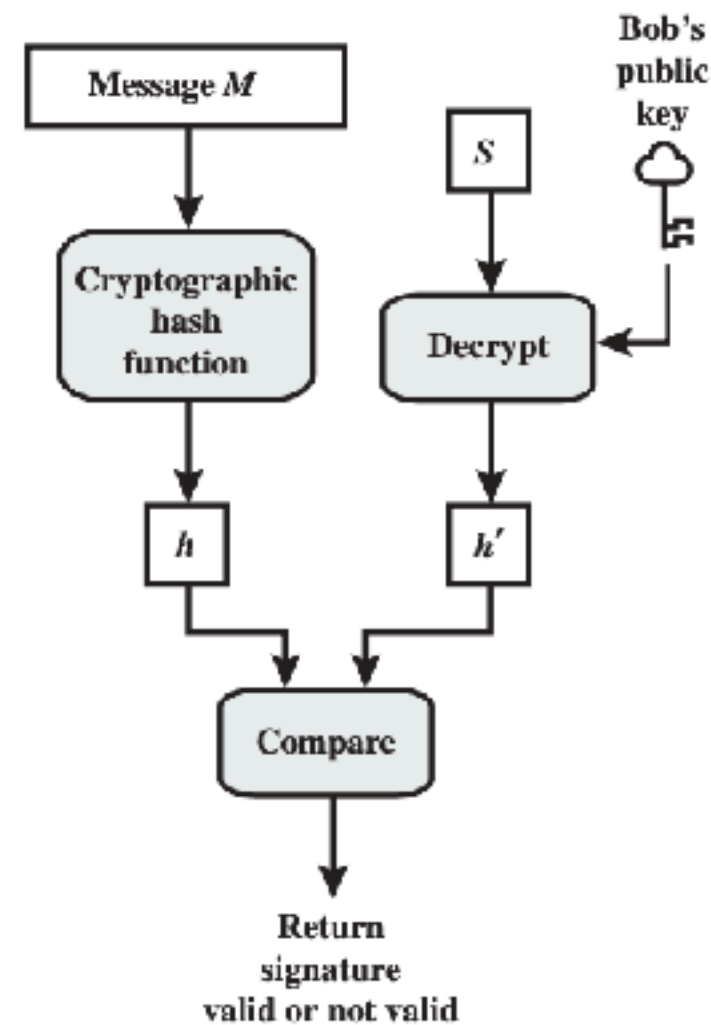 Message M
Bob's
public
key
S
Cryptographic
hash
function
Decrypt
h
h′
Compare
Return
signature
valid or not valid